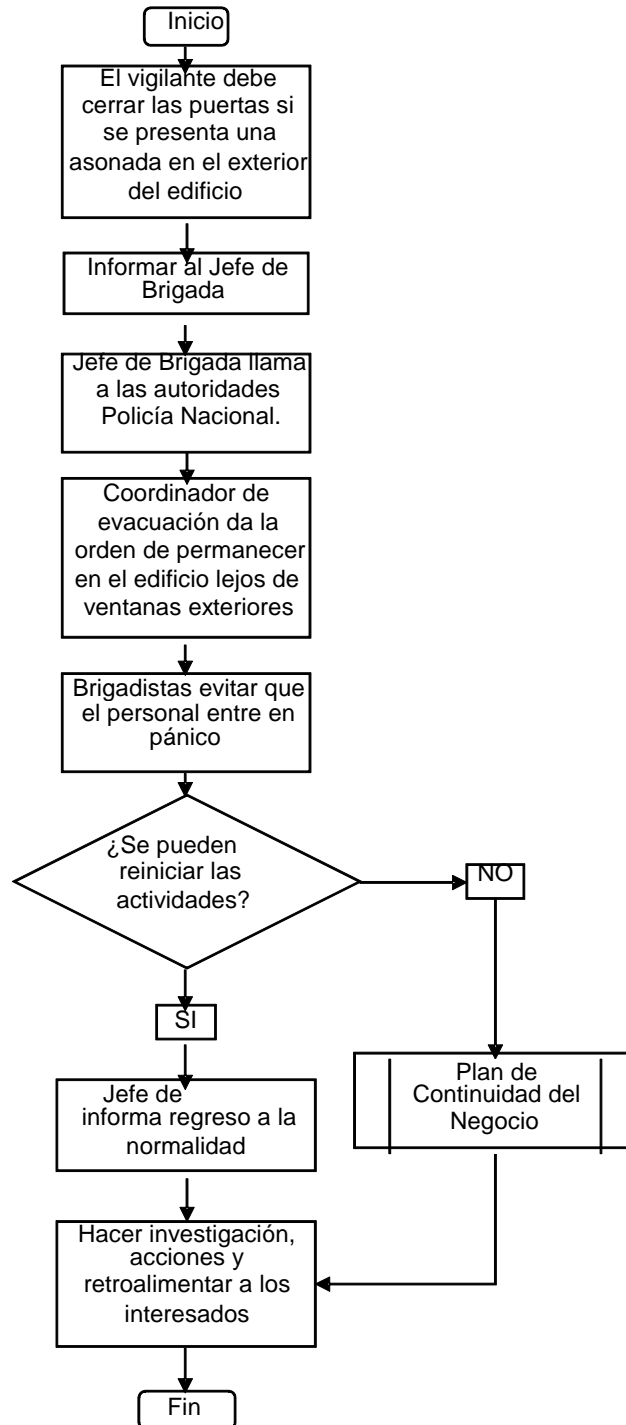 Inicio
El vigilante debe
cerrar las puertas si
se presenta una
asonada en el exterior
del edificio
Informar al Jefe de
Brigada
Jefe de Brigada llama
a las autoridades
Policía Nacional.
Coordinador de
evacuación da la
orden de permanecer
en el edificio lejos de
ventanas exteriores
Brigadistas evitar que
el personal entre en
pánico
¿Se pueden
reiniciar las
actividades?
NO
SI
Plan de
Continuidad del
Negocio
Jefe de
informa regreso a la
normalidad
Hacer investigación,
acciones y
retroalimentar a los
interesados
Fin